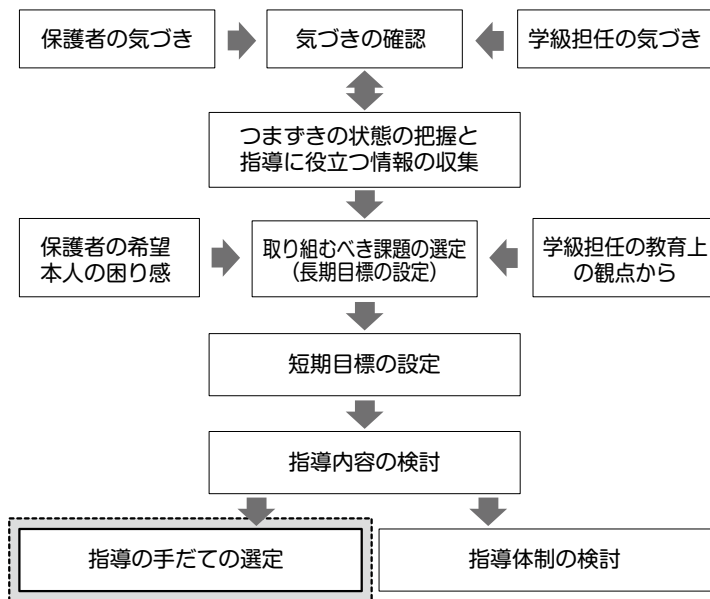 保護者の気づき
気づきの確認
学級担任の気づき
つまずきの状態の把握と
指導に役立つ情報の収集
保護者の希望
本人の困り感
取り組むべき課題の選定
（長期目標の設定）
学級担任の教育上
の観点から
短期目標の設定
指導内容の検討
指導の手だての選定
指導体制の検討